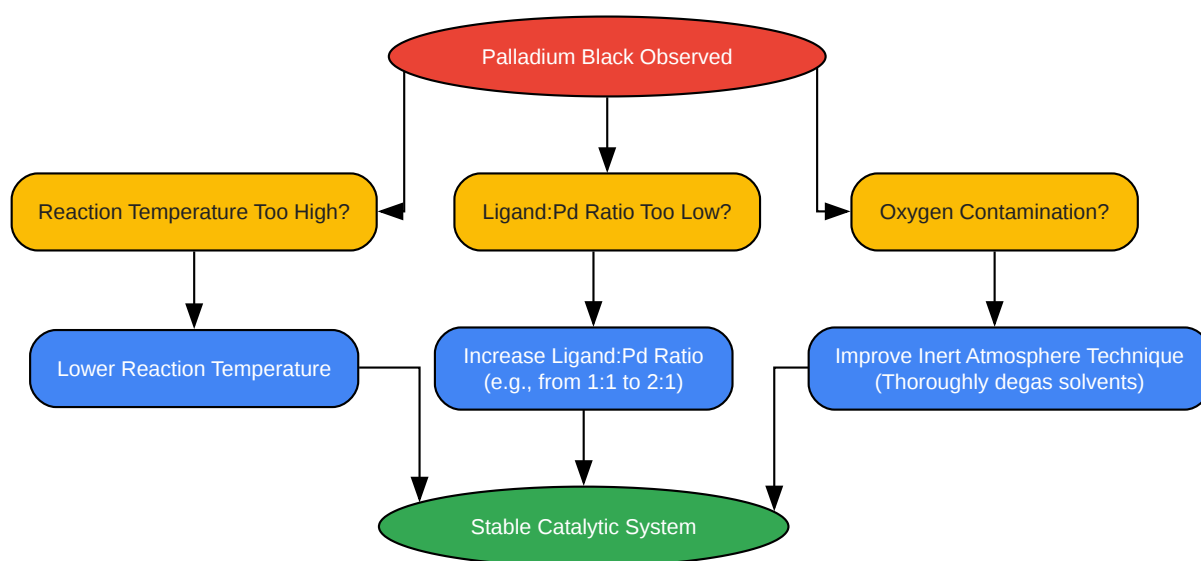 Palladium Black Observed
Reaction Temperature Too High?
Ligand:Pd Ratio Too Low?
Oxygen Contamination?
Lower Reaction Temperature
Increase Ligand:Pd Ratio
(e.g., from 1:1 to 2:1)
Improve Inert Atmosphere Technique
(Thoroughly degas solvents)
Stable Catalytic System